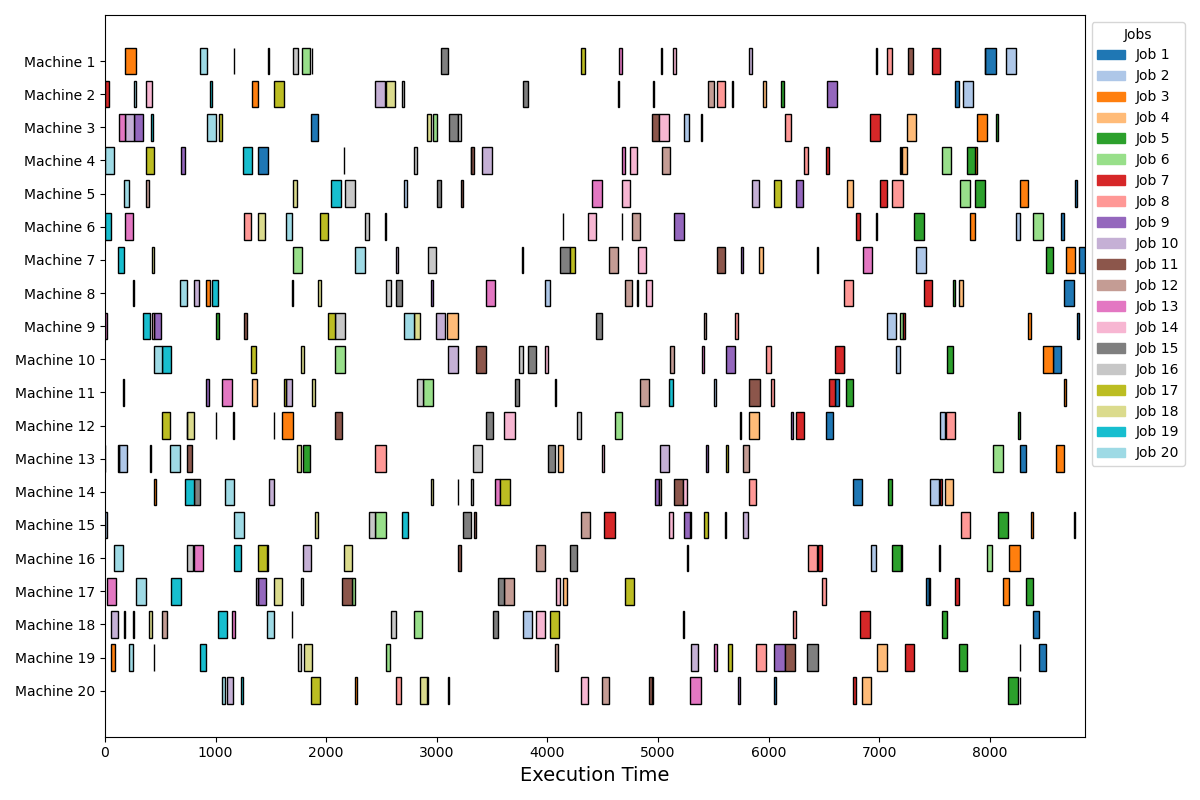 Machine 1
Machine 2
Machine 3
Machine 4
Machine 5
Machine 6
Machine 7
Machine 8
Machine 9
Machine 10
Machine 11
Machine 12
Machine 13
Machine 14
Machine 15
Machine 16
Machine 17
Machine 18
Machine 19
Machine 20
0 1000 2000 3000 4000 5000 6000 7000 8000
Execution Time
Jobs
Job 1
Job 2
Job 3
Job 4
Job 5
Job 6
Job 7
Job 8
Job 9
Job 10
Job 11
Job 12
Job 13
Job 14
Job 15
Job 16
Job 17
Job 18
Job 19
Job 20